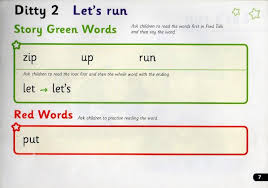 Ditty 2 Let's run
Story Green Words
Ask children to read the words first in Fred Talk and then say the word.
zip up run
Ask children to read the root first and then the whole word with the ending.
let → let's
Red Words
Ask children to practise reading the word.
put
7